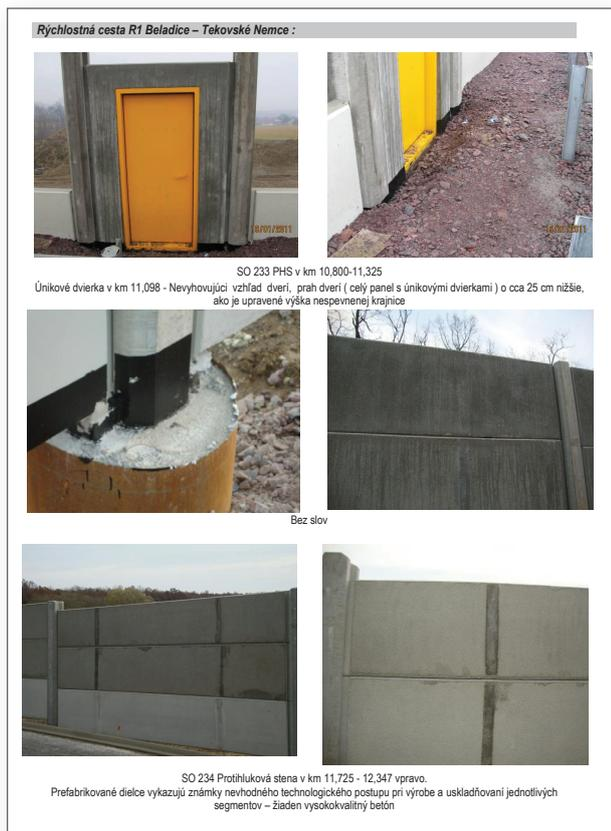 Rýchlostná cesta R1 Beladice – Tekovské Nemce :
SO 233 PHS v km 10,800-11,325
Únikové dvierka v km 11,098 - Nevyhovujúci vzhľad dverí, prah dverí ( celý panel s únikovými dvierkami ) o cca 25 cm nižšie,
ako je upravené výška nespevnenej krajnice
Bez slov
SO 234 Protihluková stena v km 11,725 - 12,347 vpravo.
Prefabrikované dielce vykazujú známky nevhodného technologického postupu pri výrobe a uskladňovaní jednotlivých
segmentov – žiaden vysokokvalitný betón